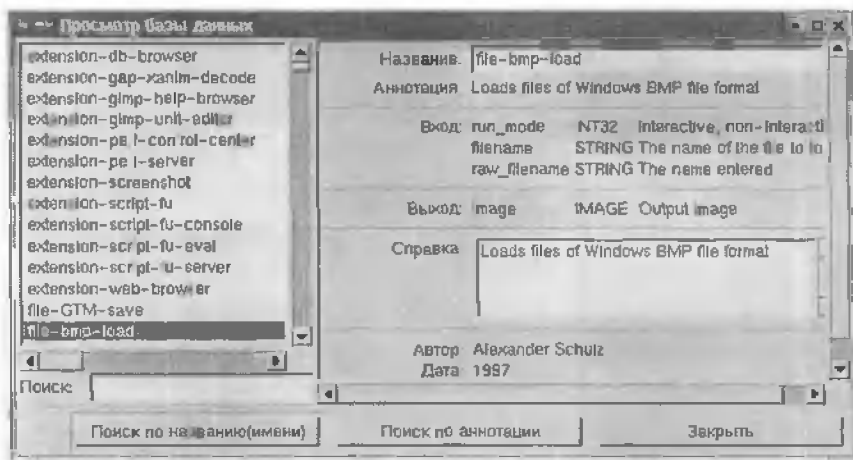 Просмотр базы данных
extension-db-browser
extension-gap-xanim-decode
extension-gimp-help-browser
extension-gimp-unit-editor
extension-perl-control-center
extension-perl-server
extension-screenshot
extension-script-fu
extension-script-fu-console
extension-script-fu-eval
extension-script-fu-server
extension-web-browser
file-GTM-save
file-bmp-load
Поиск:
Название: file-bmp-load
Аннотация Loads files of Windows BMP file format
Вход: run_mode INT32 Interactive, non-interacti
filename STRING The name of the file to lo
raw_filename STRING The name entered
Выход: image IMAGE Output image
Справка Loads files of Windows BMP file format
Автор Alexander Schulz
Дата 1997
Поиск по названию(имени) Поиск по аннотации Закрыть